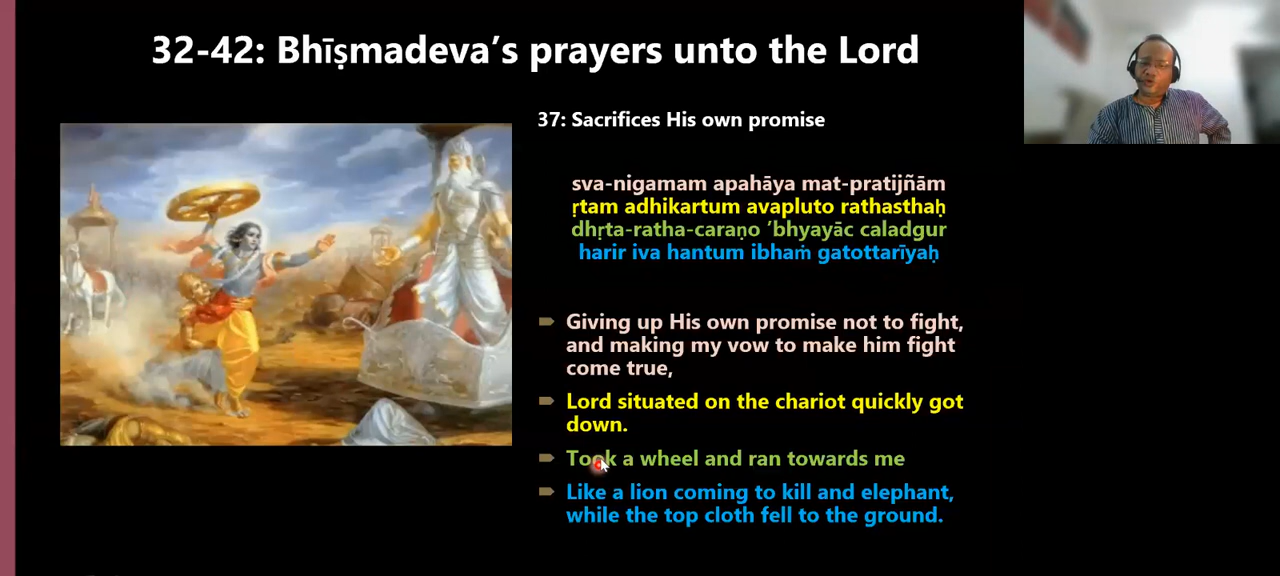 32-42: Bhīṣmadeva’s prayers unto the Lord
37: Sacrifices His own promise
sva-nigamam apahāya mat-pratijñām
ṛtam adhikartum avapluto rathasthaḥ
dhṛta-ratha-caraṇo ’bhyayāc caladgur
harir iva hantum ibhaṁ gatottarīyaḥ
Giving up His own promise not to fight,
and making my vow to make him fight
come true,
Lord situated on the chariot quickly got
down.
Took a wheel and ran towards me
Like a lion coming to kill and elephant,
while the top cloth fell to the ground.